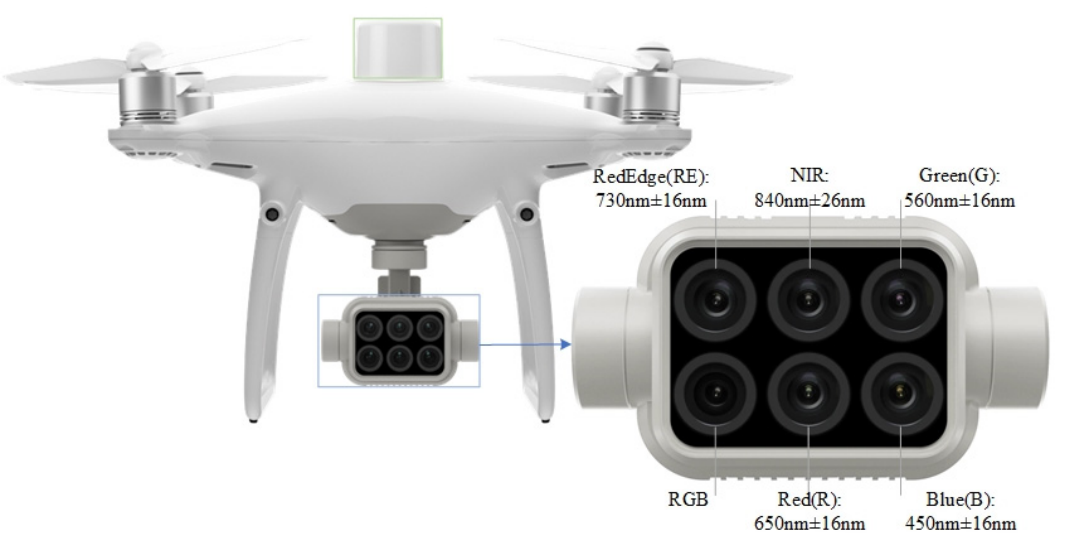 RedEdge(RE):
730nm±16nm
NIR:
840nm±26nm
Green(G):
560nm±16nm
RGB
Red(R):
650nm±16nm
Blue(B):
450nm±16nm